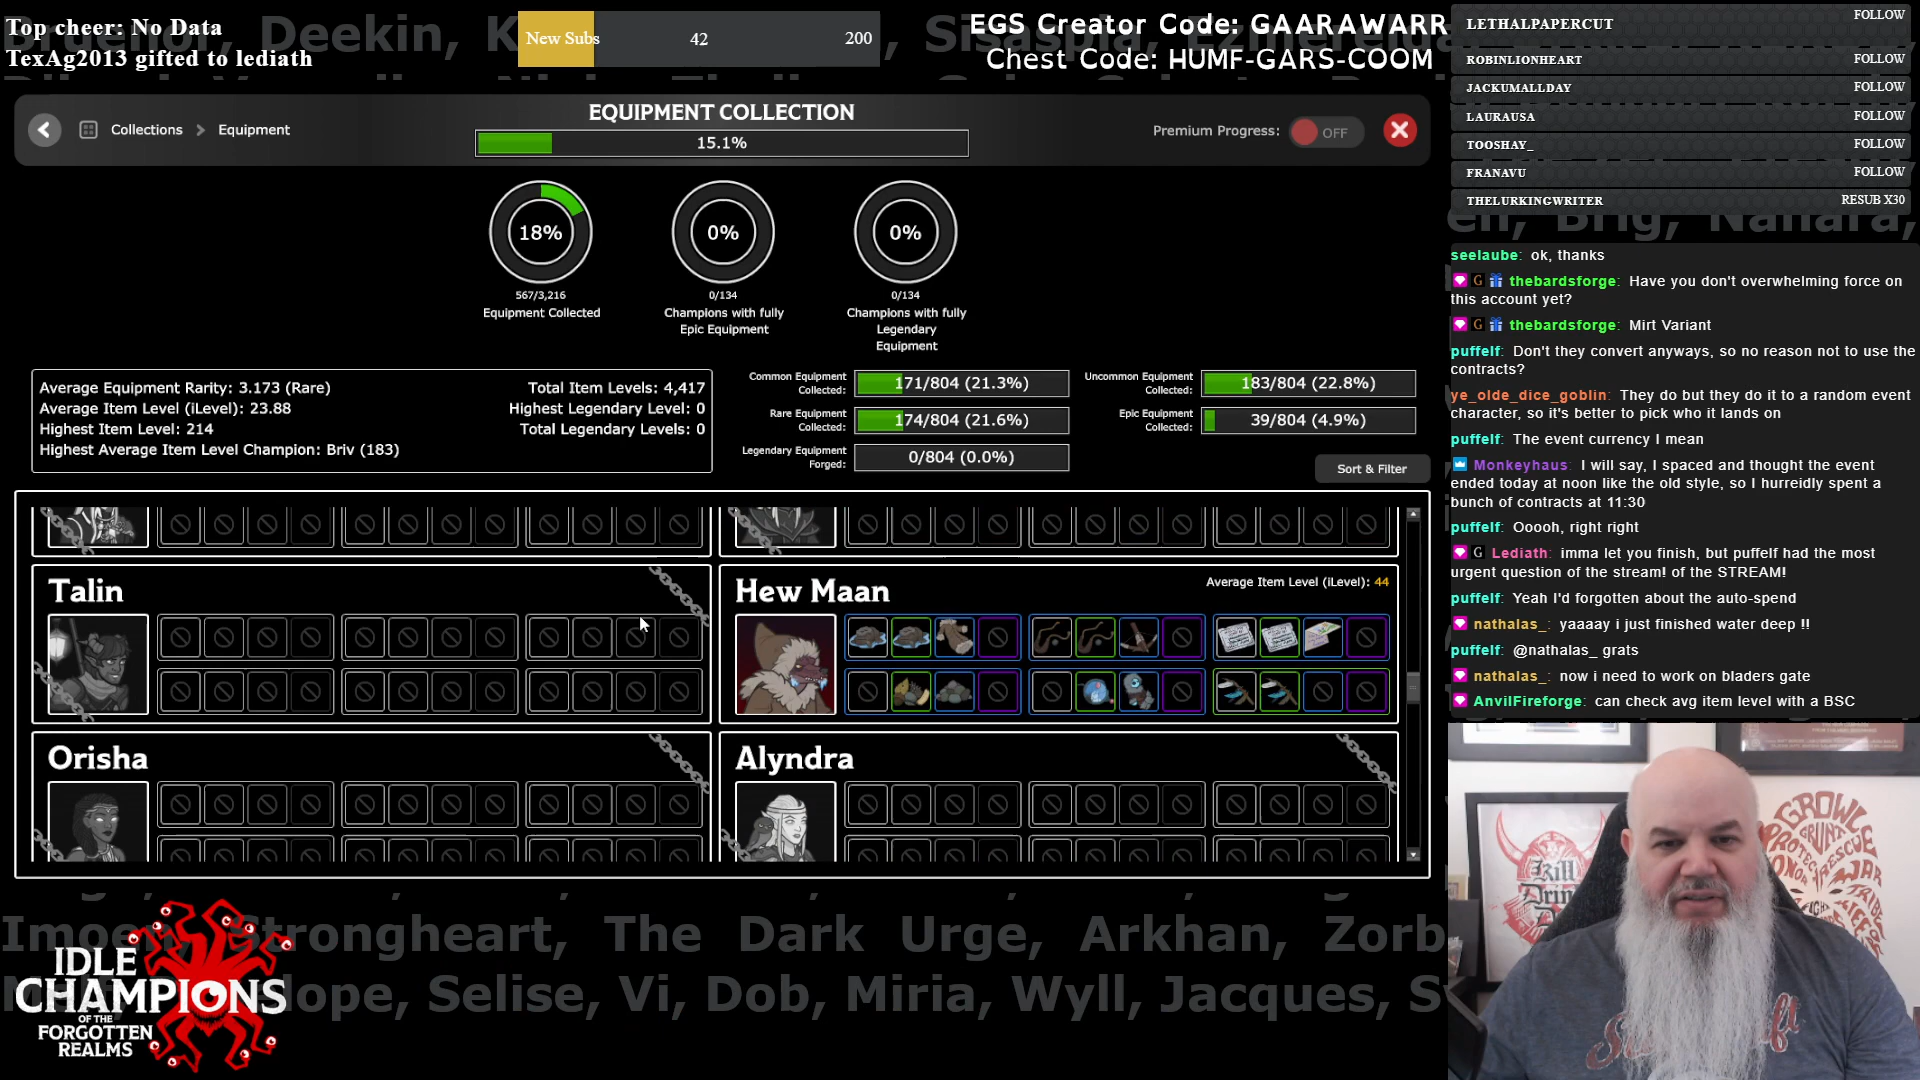 Top cheer: No Data
TexAg2013 gifted to lediath
New Subs 42 200
EGS Creator Code: GAARAWARR
Chest Code: HUMF-GARS-COOM
LETHALPAPERCUT FOLLOW
ROBINLIONHEART FOLLOW
JACKUMALLDAY FOLLOW
LAURAUSA FOLLOW
TOOSHAY_ FOLLOW
FRANAVU FOLLOW
THELURKINGWRITER RESUB X30
Collections > Equipment
EQUIPMENT COLLECTION
15.1%
Premium Progress: OFF
18% 0% 0%
567/3,216 0/134 0/134
Equipment Collected
Champions with fully
Epic Equipment
Champions with fully
Legendary
Equipment
Average Equipment Rarity: 3.173 (Rare)
Average Item Level (iLevel): 23.88
Highest Item Level: 214
Highest Average Item Level Champion: Briv (183)
Total Item Levels: 4,417
Highest Legendary Level: 0
Total Legendary Levels: 0
Common Equipment
Collected:
171/804 (21.3%)
Uncommon Equipment
Collected:
183/804 (22.8%)
Rare Equipment
Collected:
174/804 (21.6%)
Epic Equipment
Collected:
39/804 (4.9%)
Legendary Equipment
Forged:
0/804 (0.0%)
Sort & Filter
Talin
Hew Maan
Average Item Level (iLevel): 44
Orisha
Alyndra
seelaube: ok, thanks
G thebardsforge: Have you don't overwhelming force on
this account yet?
G thebardsforge: Mirt Variant
puffelf: Don't they convert anyways, so no reason not to use the
contracts?
ye_olde_dice_goblin: They do but they do it to a random event
character, so it's better to pick who it lands on
puffelf: The event currency I mean
Monkeyhaus: I will say, I spaced and thought the event
ended today at noon like the old style, so I hurreidly spent a
bunch of contracts at 11:30
puffelf: Ooooh, right right
G Lediath: imma let you finish, but puffelf had the most
urgent question of the stream! of the STREAM!
puffelf: Yeah I'd forgotten about the auto-spend
nathalas_: yaaaay i just finished water deep !!
puffelf: @nathalas_ grats
nathalas_: now i need to work on bladers gate
AnvilFireforge: can check avg item level with a BSC
Strongheart, The Dark Urge, Arkhan, Zorb
Selise, Vi, Dob, Miria, Wyll, Jacques,
IDLE
CHAMPIONS
OF THE
FORGOTTEN
REALMS